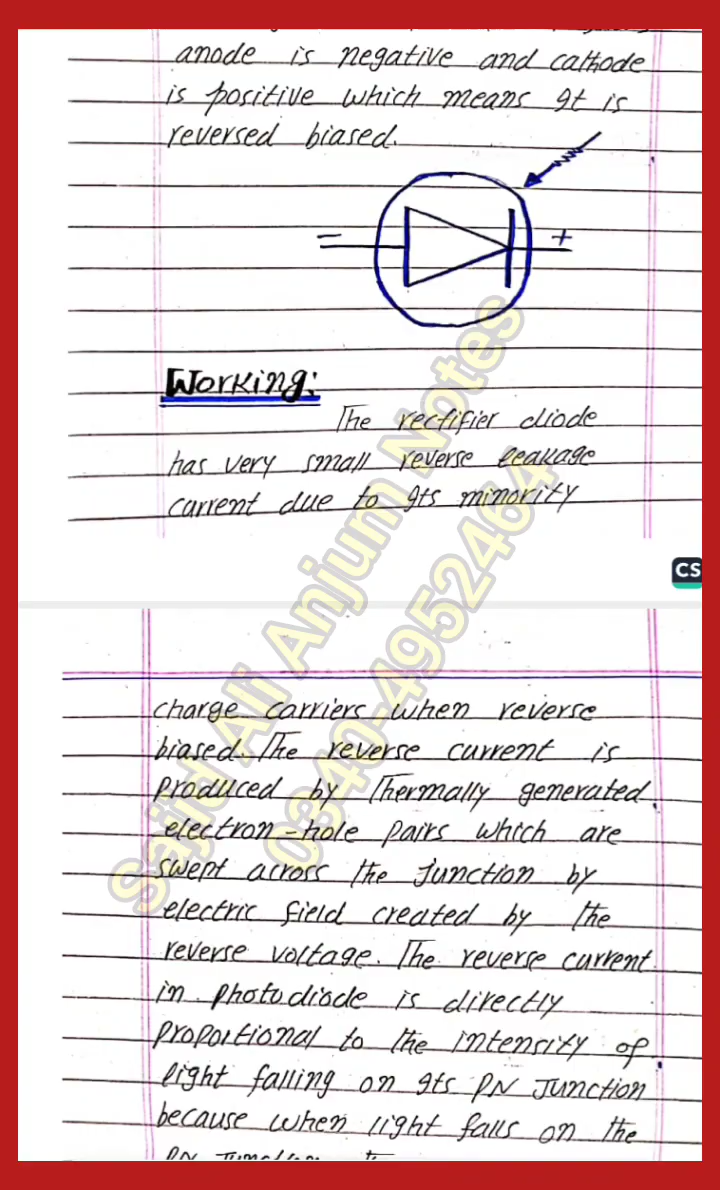 anode is negative and cathode
is positive which means It is
reversed biased.
– +
Working:
The rectifier diode
has very small reverse leakage
current due to Its minority
CS
charge carriers when reverse
biased. The reverse current is
produced by Thermally generated
electron-hole pairs which are
swept across the junction by
electric field created by the
reverse voltage. The reverse current
in photodiode is directly
proportional to the intensity of
light falling on Its PN Junction
because when light falls on the
Sajid Ali Anjum Notes
0340-4952464